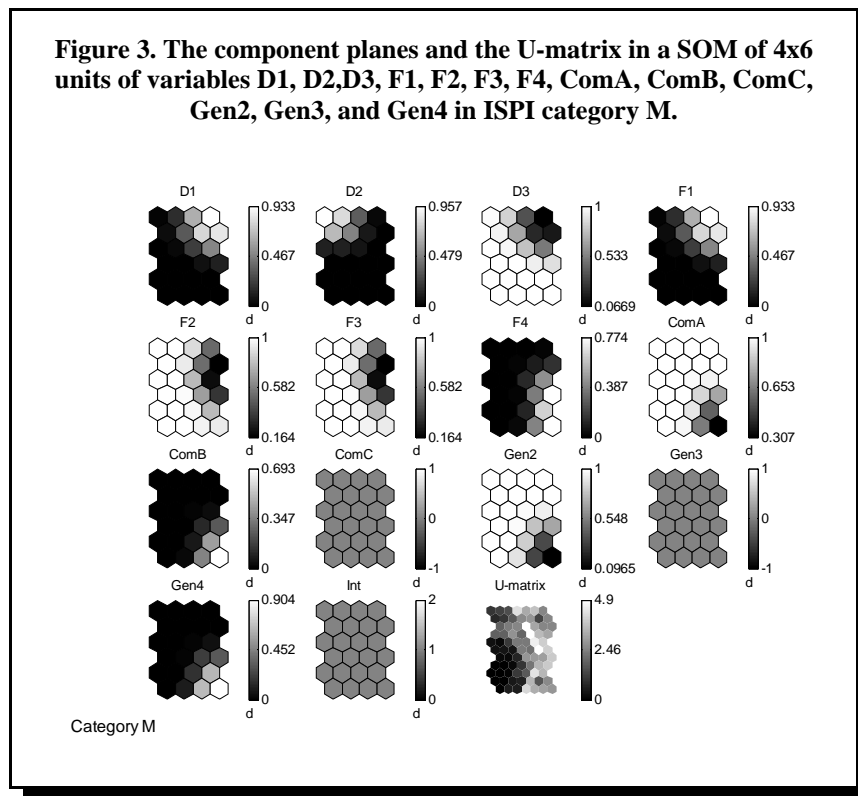 Figure 3. The component planes and the U-matrix in a SOM of 4x6
units of variables D1, D2,D3, F1, F2, F3, F4, ComA, ComB, ComC,
Gen2, Gen3, and Gen4 in ISPI category M.
D1 D2 D3 F1
0.933 0.957 1 0.933
0.467 0.479 0.533 0.467
0 0 0.0669 0
d d d d
F2 F3 F4 ComA
1 1 0.774 1
0.582 0.582 0.387 0.653
0.164 0.164 0 0.307
d d d d
ComB ComC Gen2 Gen3
0.693 1 1 1
0.347 0 0.548 0
0 -1 0.0965 -1
d d d d
Gen4 Int U-matrix
0.904 2 4.9
0.452 1 2.46
0 0 0
d d
Category M